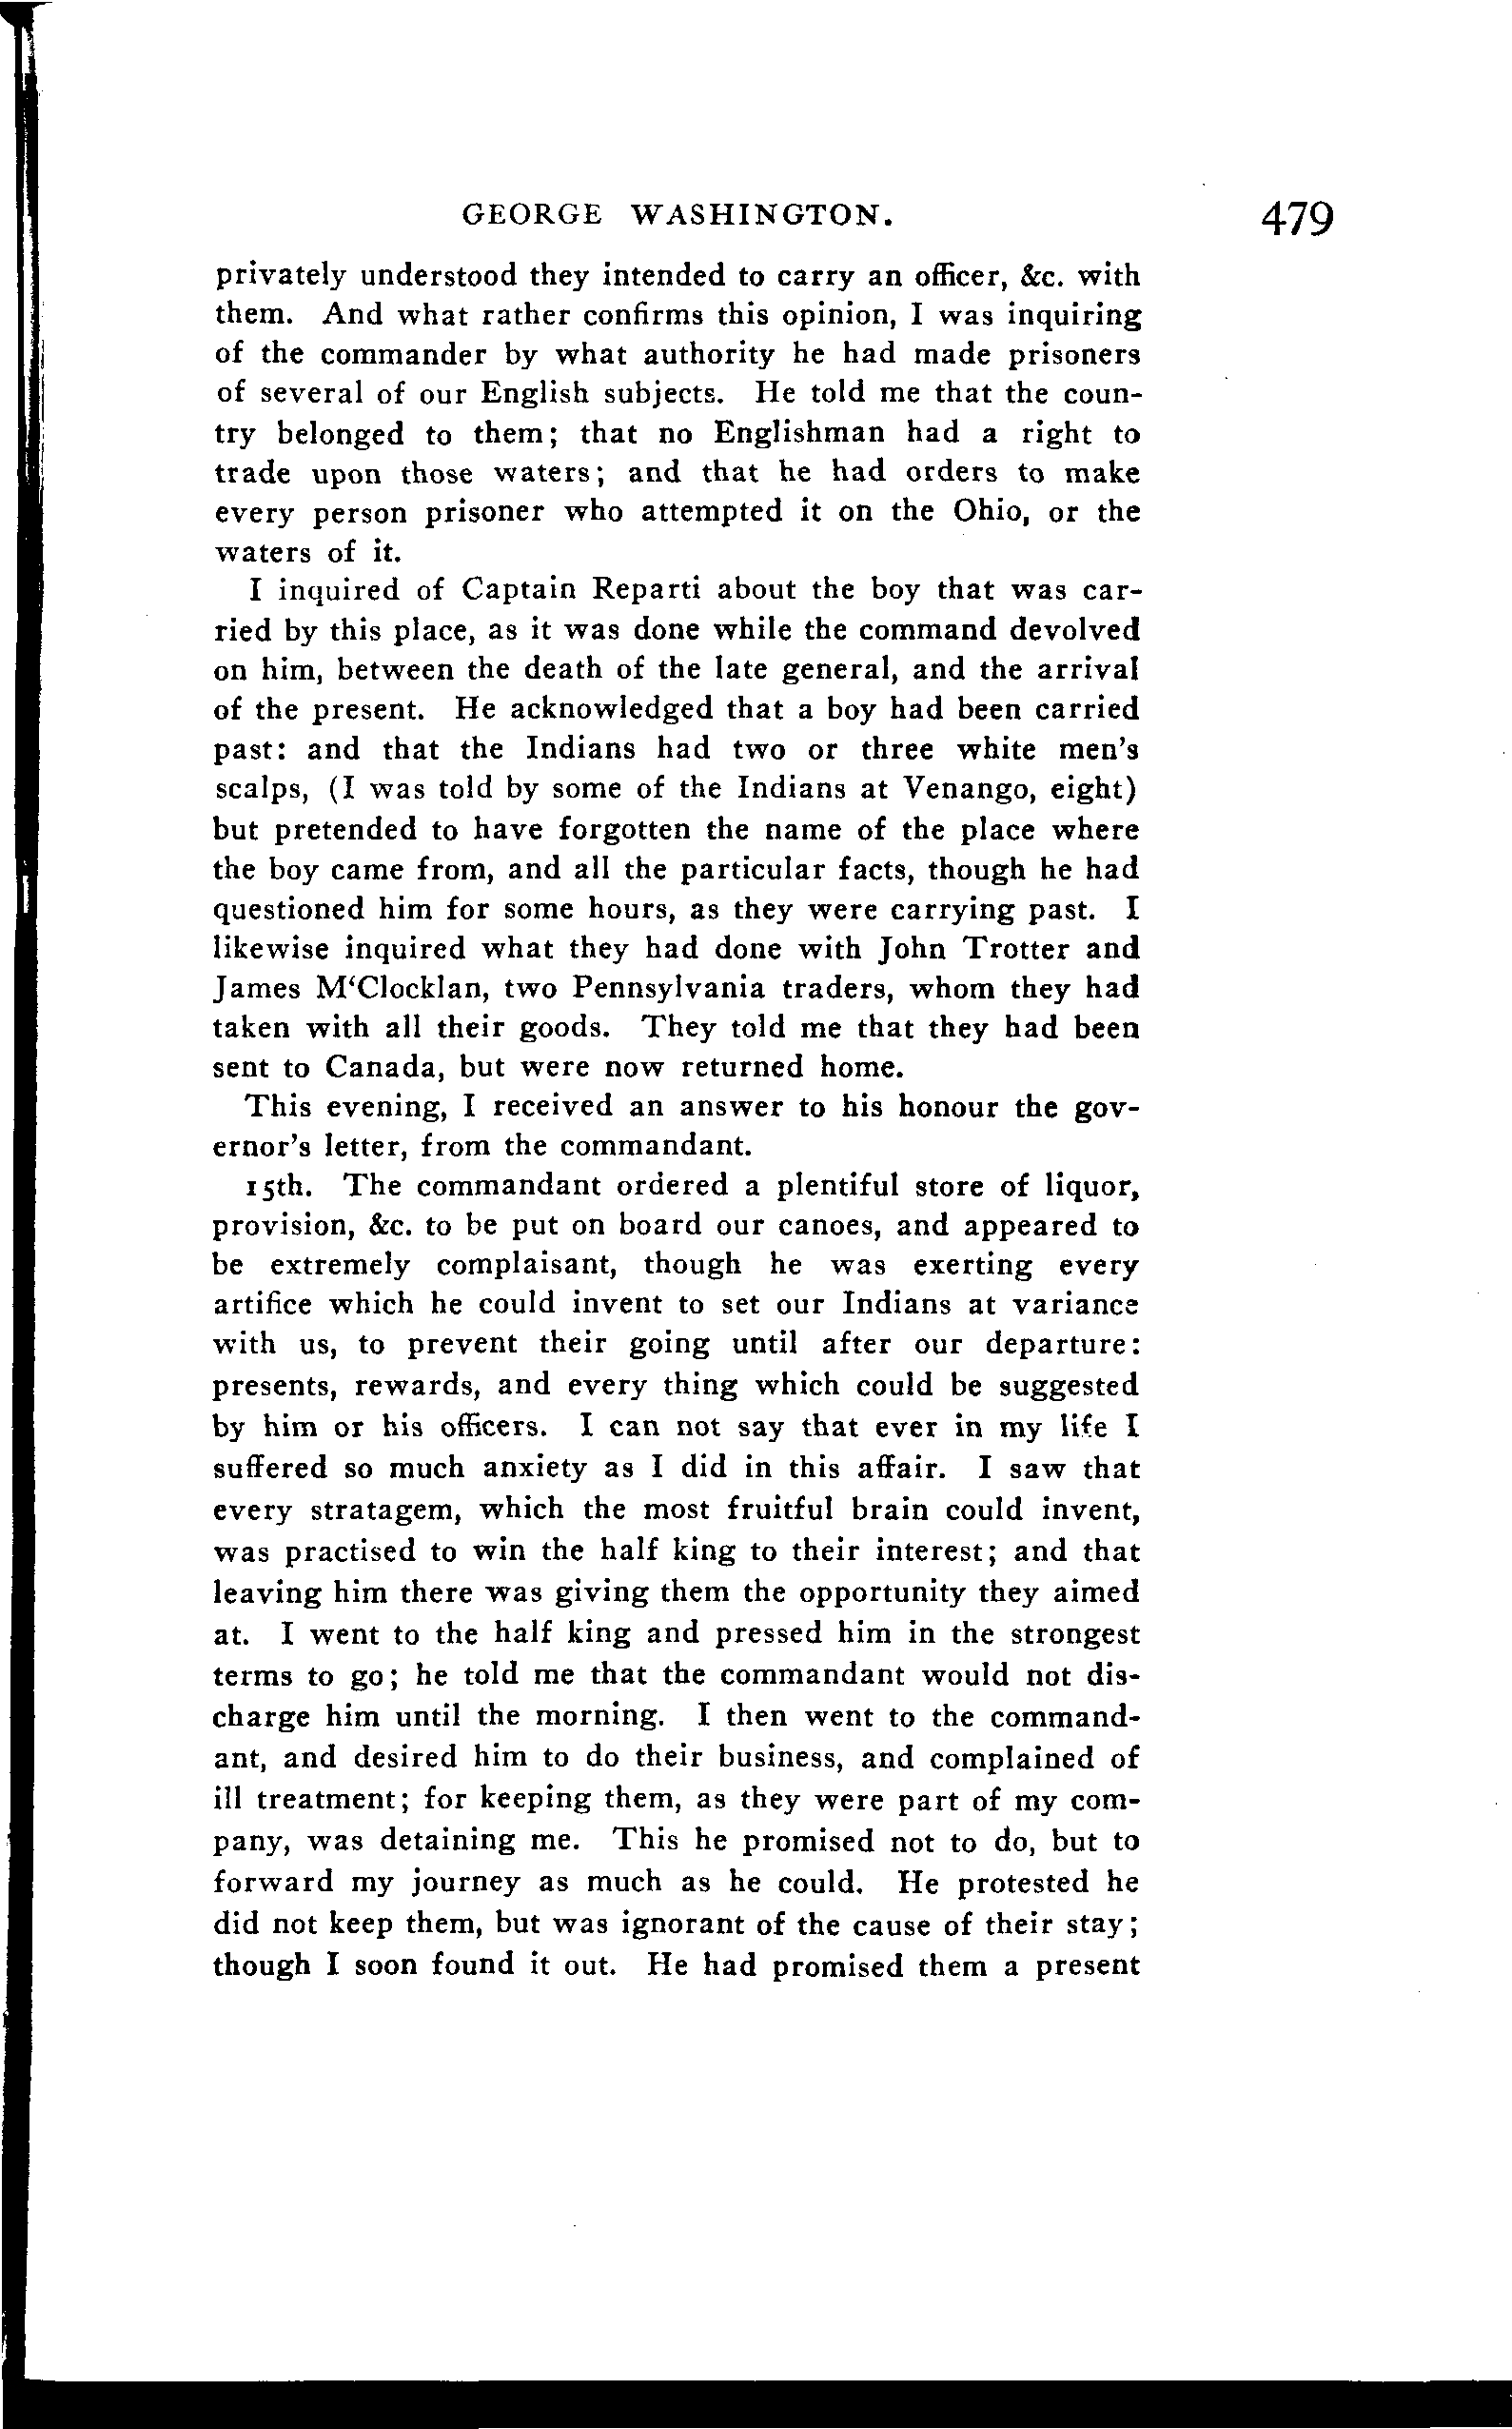 GEORGE WASHINGTON. 479
privately understood they intended to carry an officer, &c. with
them. And what rather confirms this opinion, I was inquiring
of the commander by what authority he had made prisoners
of several of our English subjects. He told me that the coun-
try belonged to them; that no Englishman had a right to
trade upon those waters; and that he had orders to make
every person prisoner who attempted it on the Ohio, or the
waters of it.
I inquired of Captain Reparti about the boy that was car-
ried by this place, as it was done while the command devolved
on him, between the death of the late general, and the arrival
of the present. He acknowledged that a boy had been carried
past: and that the Indians had two or three white men's
scalps, (I was told by some of the Indians at Venango, eight)
but pretended to have forgotten the name of the place where
the boy came from, and all the particular facts, though he had
questioned him for some hours, as they were carrying past. I
likewise inquired what they had done with John Trotter and
James M‘Clocklan, two Pennsylvania traders, whom they had
taken with all their goods. They told me that they had been
sent to Canada, but were now returned home.
This evening, I received an answer to his honour the gov-
ernor's letter, from the commandant.
15th. The commandant ordered a plentiful store of liquor,
provision, &c. to be put on board our canoes, and appeared to
be extremely complaisant, though he was exerting every
artifice which he could invent to set our Indians at variance
with us, to prevent their going until after our departure:
presents, rewards, and every thing which could be suggested
by him or his officers. I can not say that ever in my life I
suffered so much anxiety as I did in this affair. I saw that
every stratagem, which the most fruitful brain could invent,
was practised to win the half king to their interest; and that
leaving him there was giving them the opportunity they aimed
at. I went to the half king and pressed him in the strongest
terms to go; he told me that the commandant would not dis-
charge him until the morning. I then went to the command-
ant, and desired him to do their business, and complained of
ill treatment; for keeping them, as they were part of my com-
pany, was detaining me. This he promised not to do, but to
forward my journey as much as he could. He protested he
did not keep them, but was ignorant of the cause of their stay;
though I soon found it out. He had promised them a present